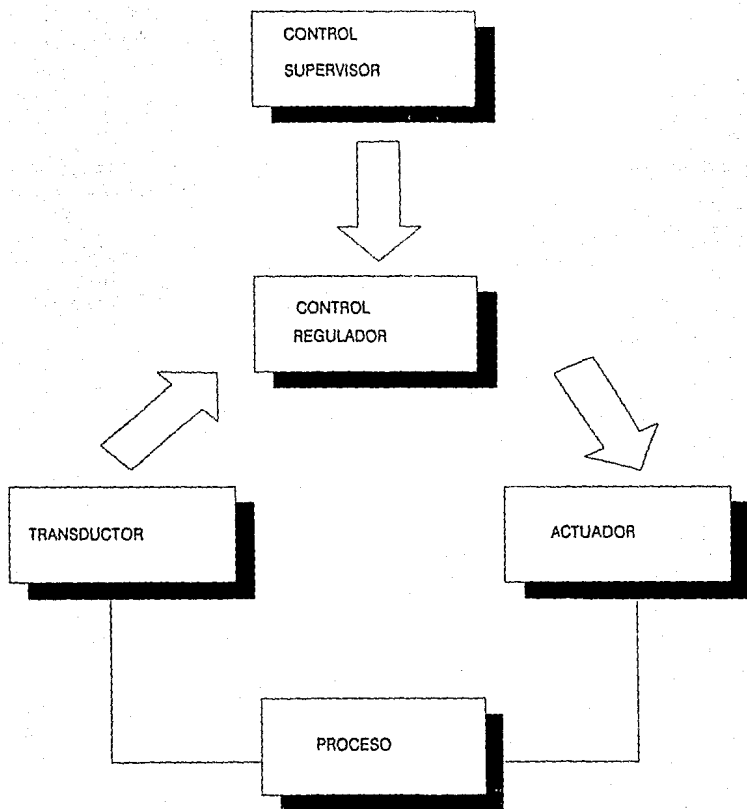 CONTROL
SUPERVISOR
CONTROL
REGULADOR
TRANSDUCTOR
ACTUADOR
PROCESO